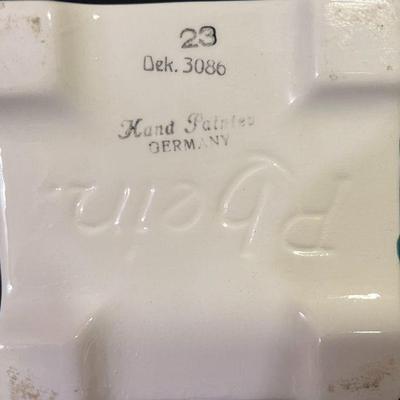 23
Dek. 3086
Hand Painted
GERMANY
Rhein